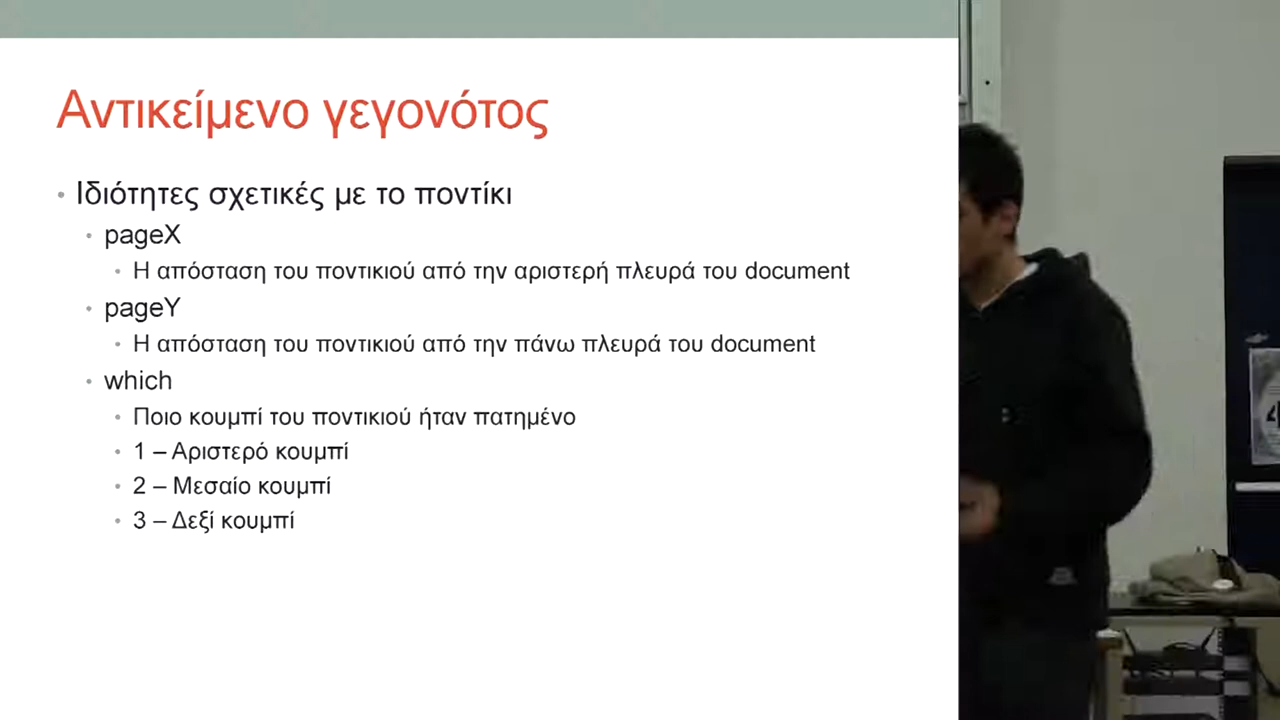 Αντικείμενο γεγονότος
• Ιδιότητες σχετικές με το ποντίκι
• pageX
• Η απόσταση του ποντικιού από την αριστερή πλευρά του document
• pageY
• Η απόσταση του ποντικιού από την πάνω πλευρά του document
• which
• Ποιο κουμπί του ποντικιού ήταν πατημένο
• 1 – Αριστερό κουμπί
• 2 – Μεσαίο κουμπί
• 3 – Δεξί κουμπί